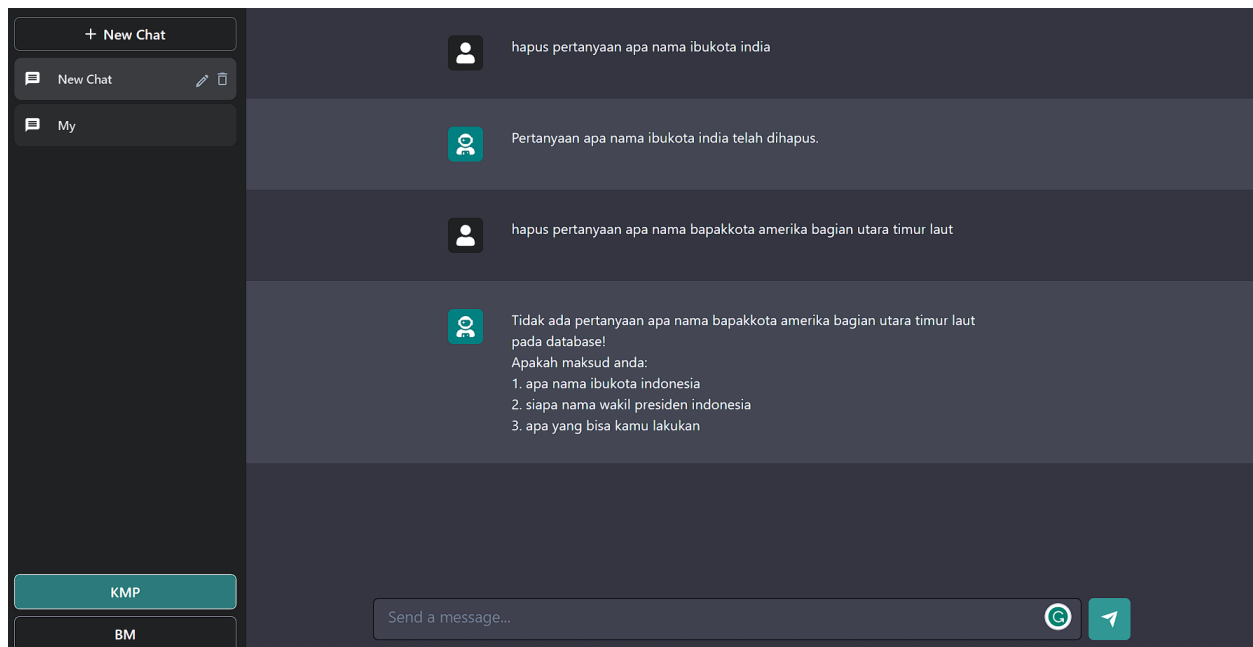 + New Chat
New Chat
My
KMP
BM
hapus pertanyaan apa nama ibukota india
Pertanyaan apa nama ibukota india telah dihapus.
hapus pertanyaan apa nama bapakkota amerika bagian utara timur laut
Tidak ada pertanyaan apa nama bapakkota amerika bagian utara timur laut
pada database!
Apakah maksud anda:
1. apa nama ibukota indonesia
2. siapa nama wakil presiden indonesia
3. apa yang bisa kamu lakukan
Send a message...